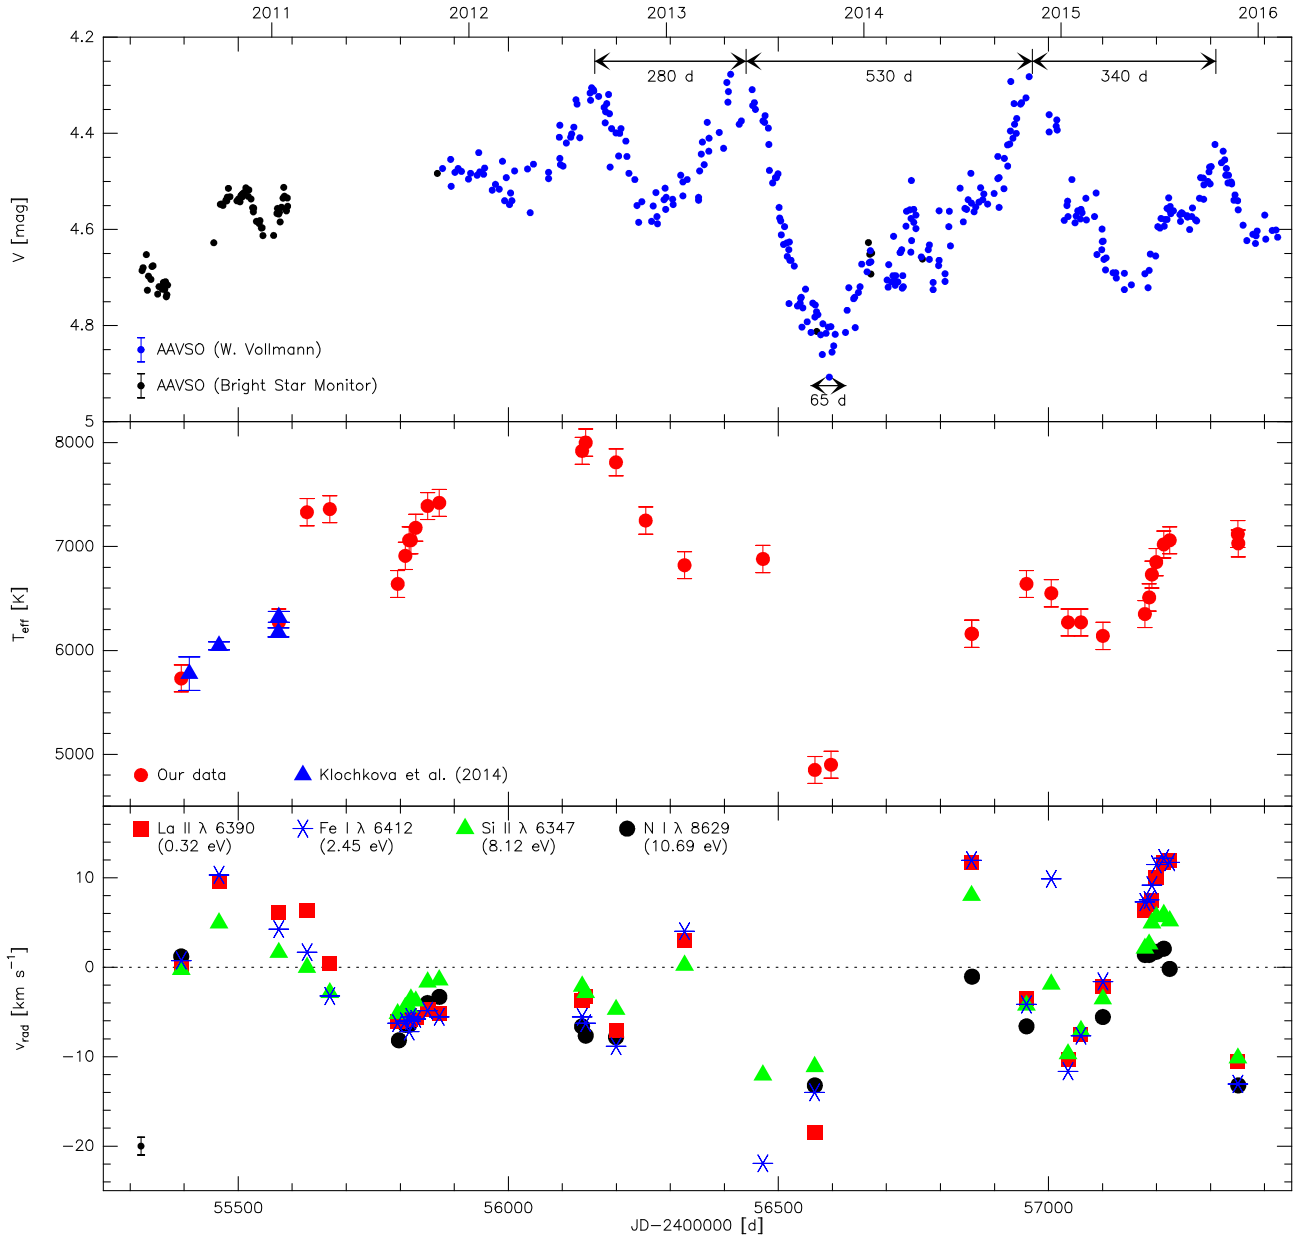 2011 2012 2013 2014 2015 2016
4.2
280 d 530 d 340 d
4.4
4.6
V [mag]
4.8
AAVSO (W. Vollmann)
AAVSO (Bright Star Monitor)
65 d
5
8000
7000
Teff [K]
6000
5000
Our data Klochkova et al. (2014)
La II λ 6390 Fe I λ 6412 Si II λ 6347 N I λ 8629
(0.32 eV) (2.45 eV) (8.12 eV) (10.69 eV)
10
0
vrad [km s⁻¹]
−10
−20
55500 56000 56500 57000
JD−2400000 [d]